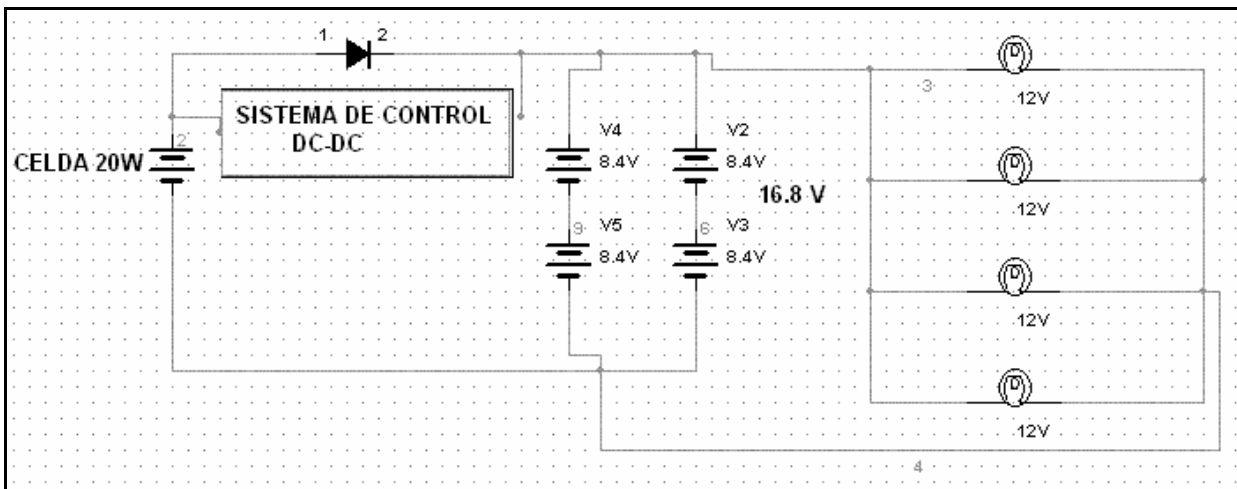 1 2
SISTEMA DE CONTROL
DC-DC
2
CELDA 20W
V4
8.4V
V2
8.4V
16.8 V
9
V5
8.4V
6
V3
8.4V
3
12V
12V
12V
12V
4